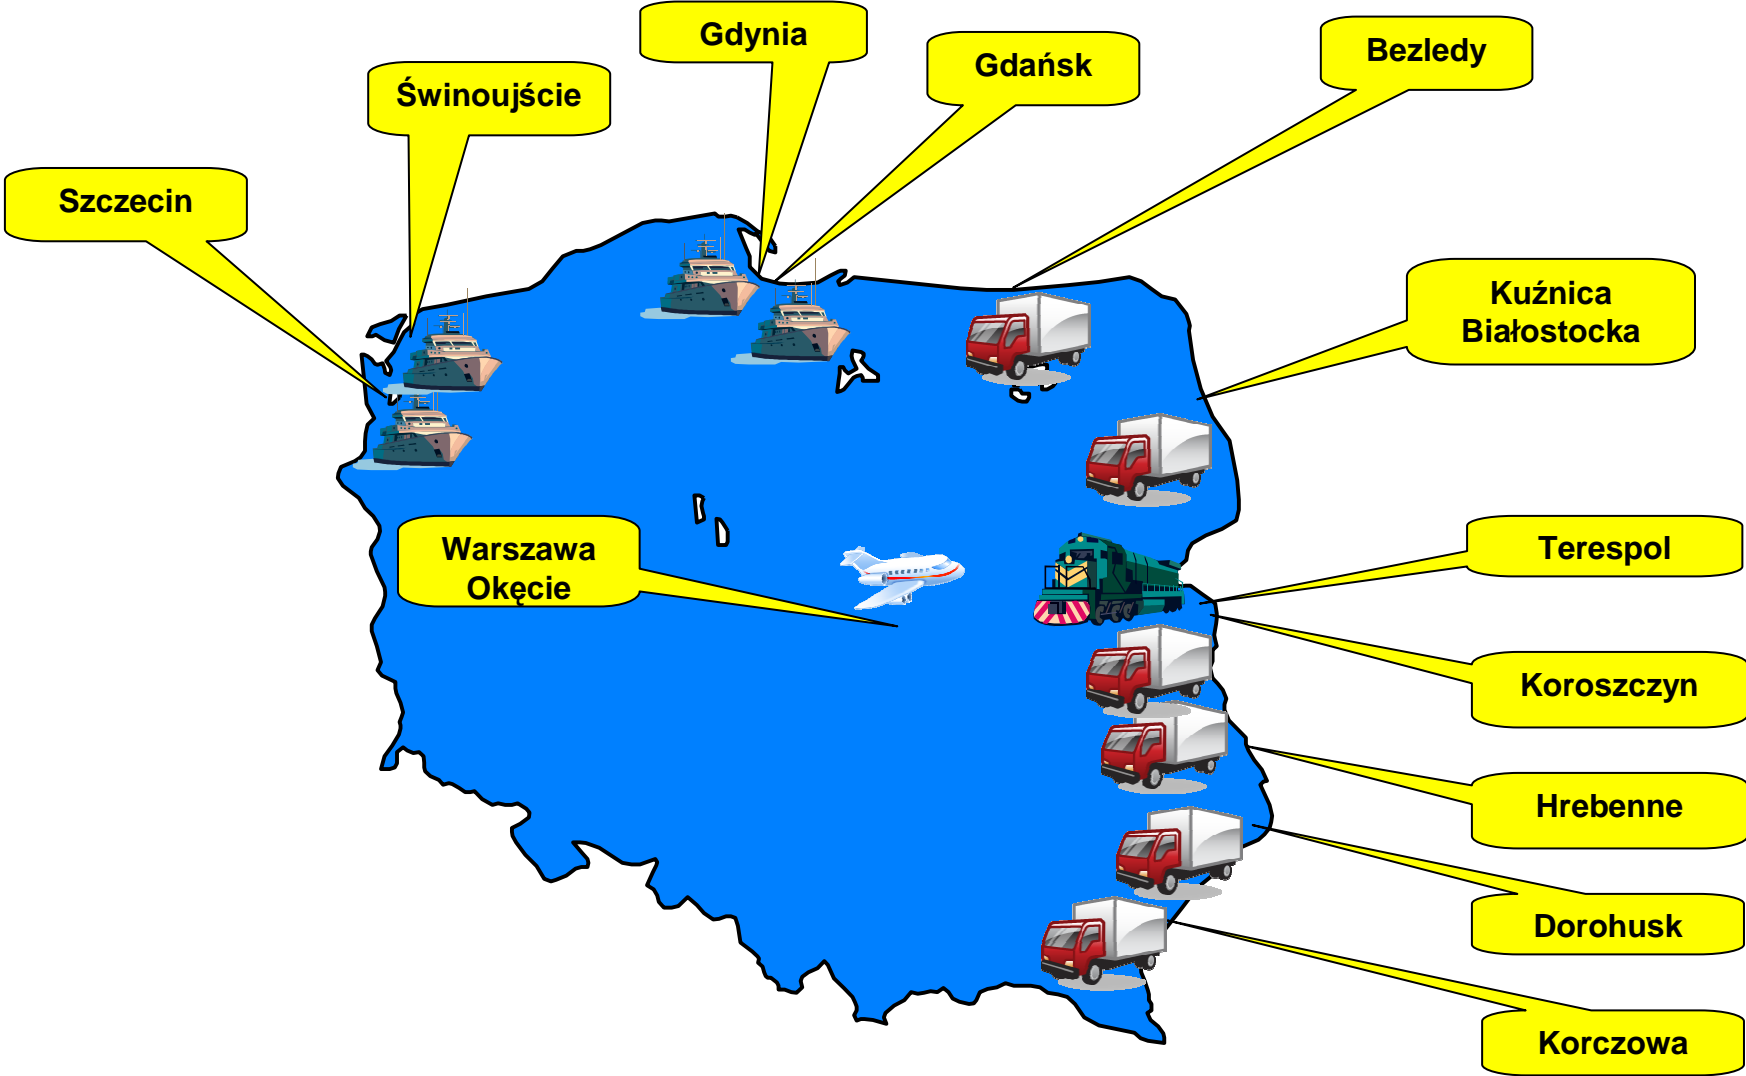 Gdynia
Gdańsk
Bezledy
Świnoujście
Szczecin
Kuźnica
Białostocka
Warszawa
Okęcie
Terespol
Koroszczyn
Hrebenne
Dorohusk
Korczowa